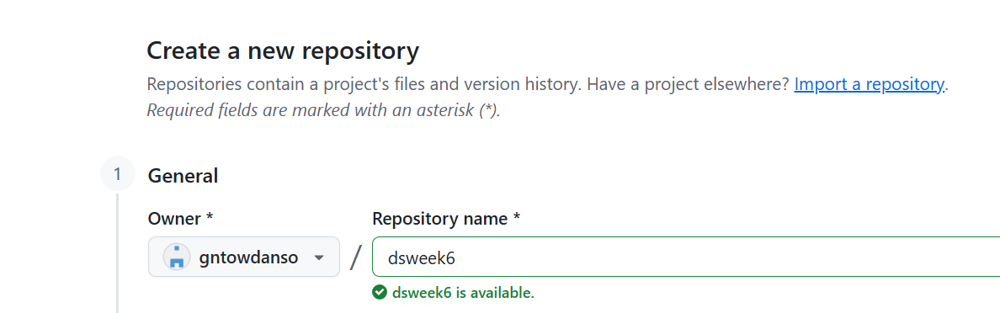 Create a new repository
Repositories contain a project's files and version history. Have a project elsewhere? Import a repository.
Required fields are marked with an asterisk (*).
1 General
Owner * Repository name *
gntowdanso / dsweek6
dsweek6 is available.